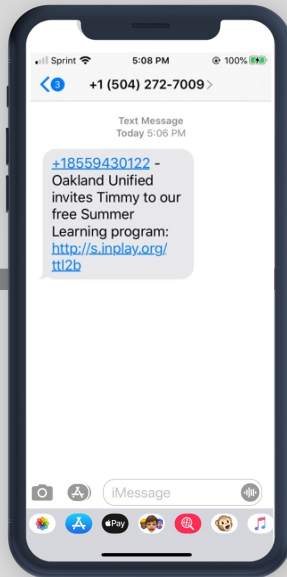 Sprint 5:08 PM 100%
3 +1 (504) 272-7009
Text Message
Today 5:06 PM
+18559430122 -
Oakland Unified
invites Timmy to our
free Summer
Learning program:
http://s.inplay.org/
ttl2b
iMessage
Pay